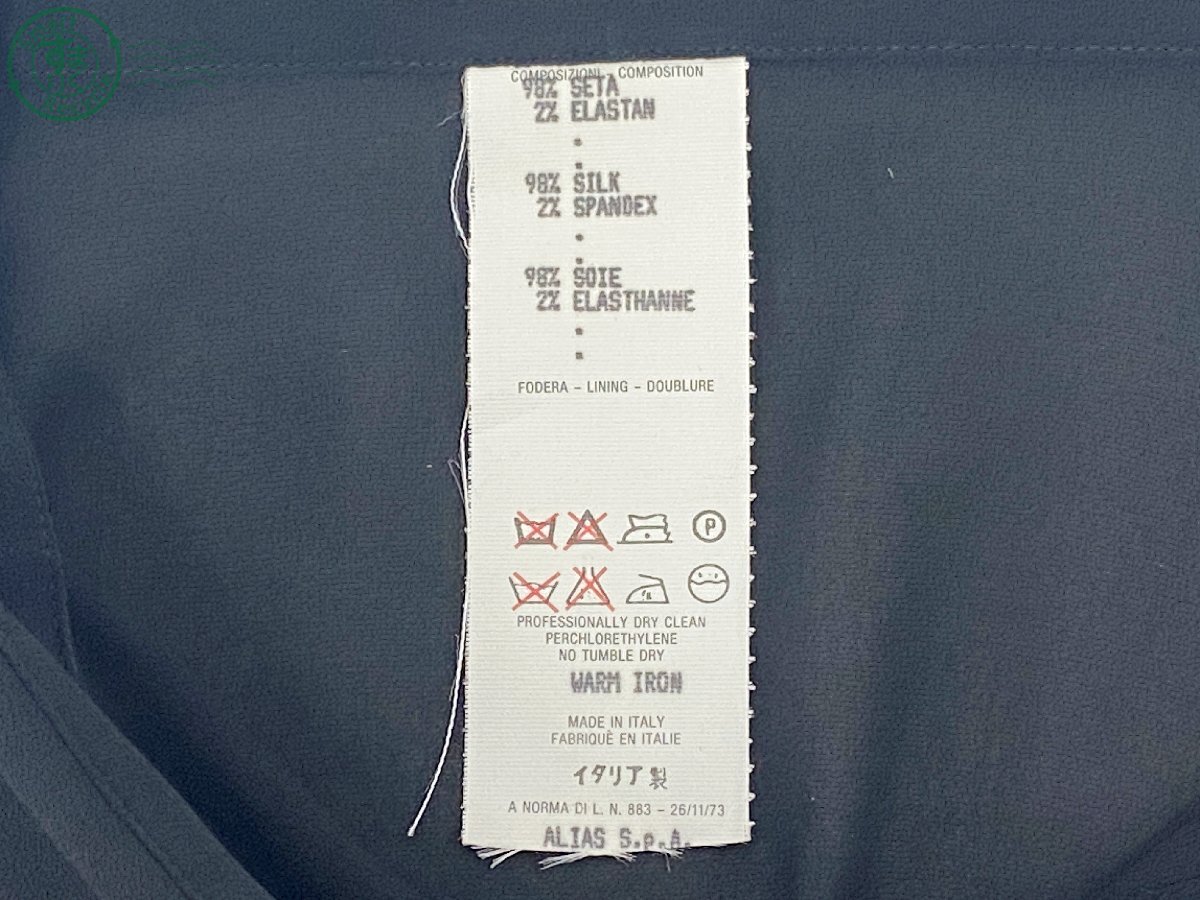 COMPOSIZIONI - COMPOSITION
98% SETA
2% ELASTAN
98% SILK
2% SPANDEX
98% SOIE
2% ELASTHANNE
FODERA - LINING - DOUBLURE
P
PROFESSIONALLY DRY CLEAN
PERCHLORETHYLENE
NO TUMBLE DRY
WARM IRON
MADE IN ITALY
FABRIQUÈ EN ITALIE
イタリア製
A NORMA DI L. N. 883 - 26/11/73
ALIAS S.p.A.